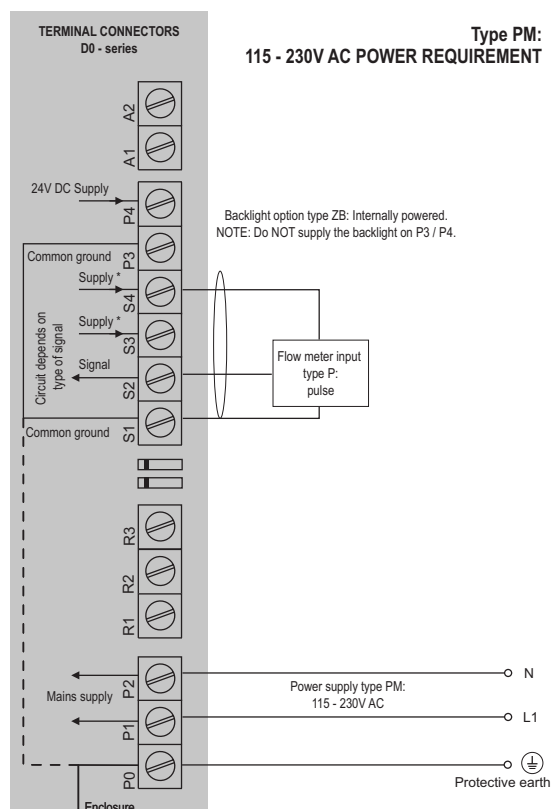 TERMINAL CONNECTORS
D0 - series
Type PM:
115 - 230V AC POWER REQUIREMENT
A2
A1
24V DC Supply
P4
Backlight option type ZB: Internally powered.
NOTE: Do NOT supply the backlight on P3 / P4.
Common ground
P3
Supply *
S4
Supply *
S3
Circuit depends on
type of signal
Signal
S2
Flow meter input
type P:
pulse
Common ground
S1
R3
R2
R1
P2
N
Mains supply
Power supply type PM:
115 - 230V AC
P1
L1
P0
Protective earth
Enclosure